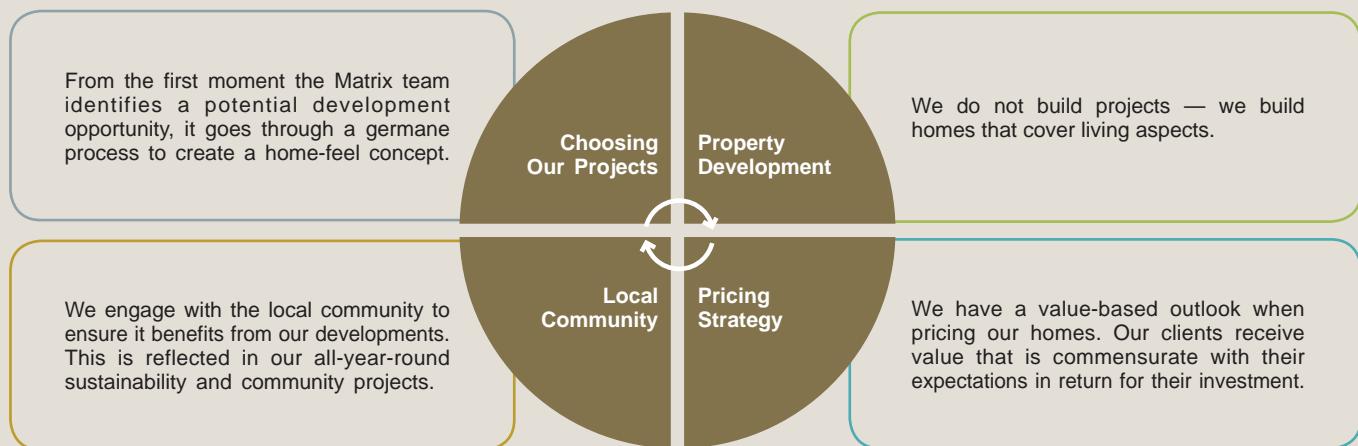 From the first moment the Matrix team
identifies a potential development
opportunity, it goes through a germane
process to create a home-feel concept.
Choosing
Our Projects
Property
Development
We do not build projects — we build
homes that cover living aspects.
We engage with the local community to
ensure it benefits from our developments.
This is reflected in our all-year-round
sustainability and community projects.
Local
Community
Pricing
Strategy
We have a value-based outlook when
pricing our homes. Our clients receive
value that is commensurate with their
expectations in return for their investment.